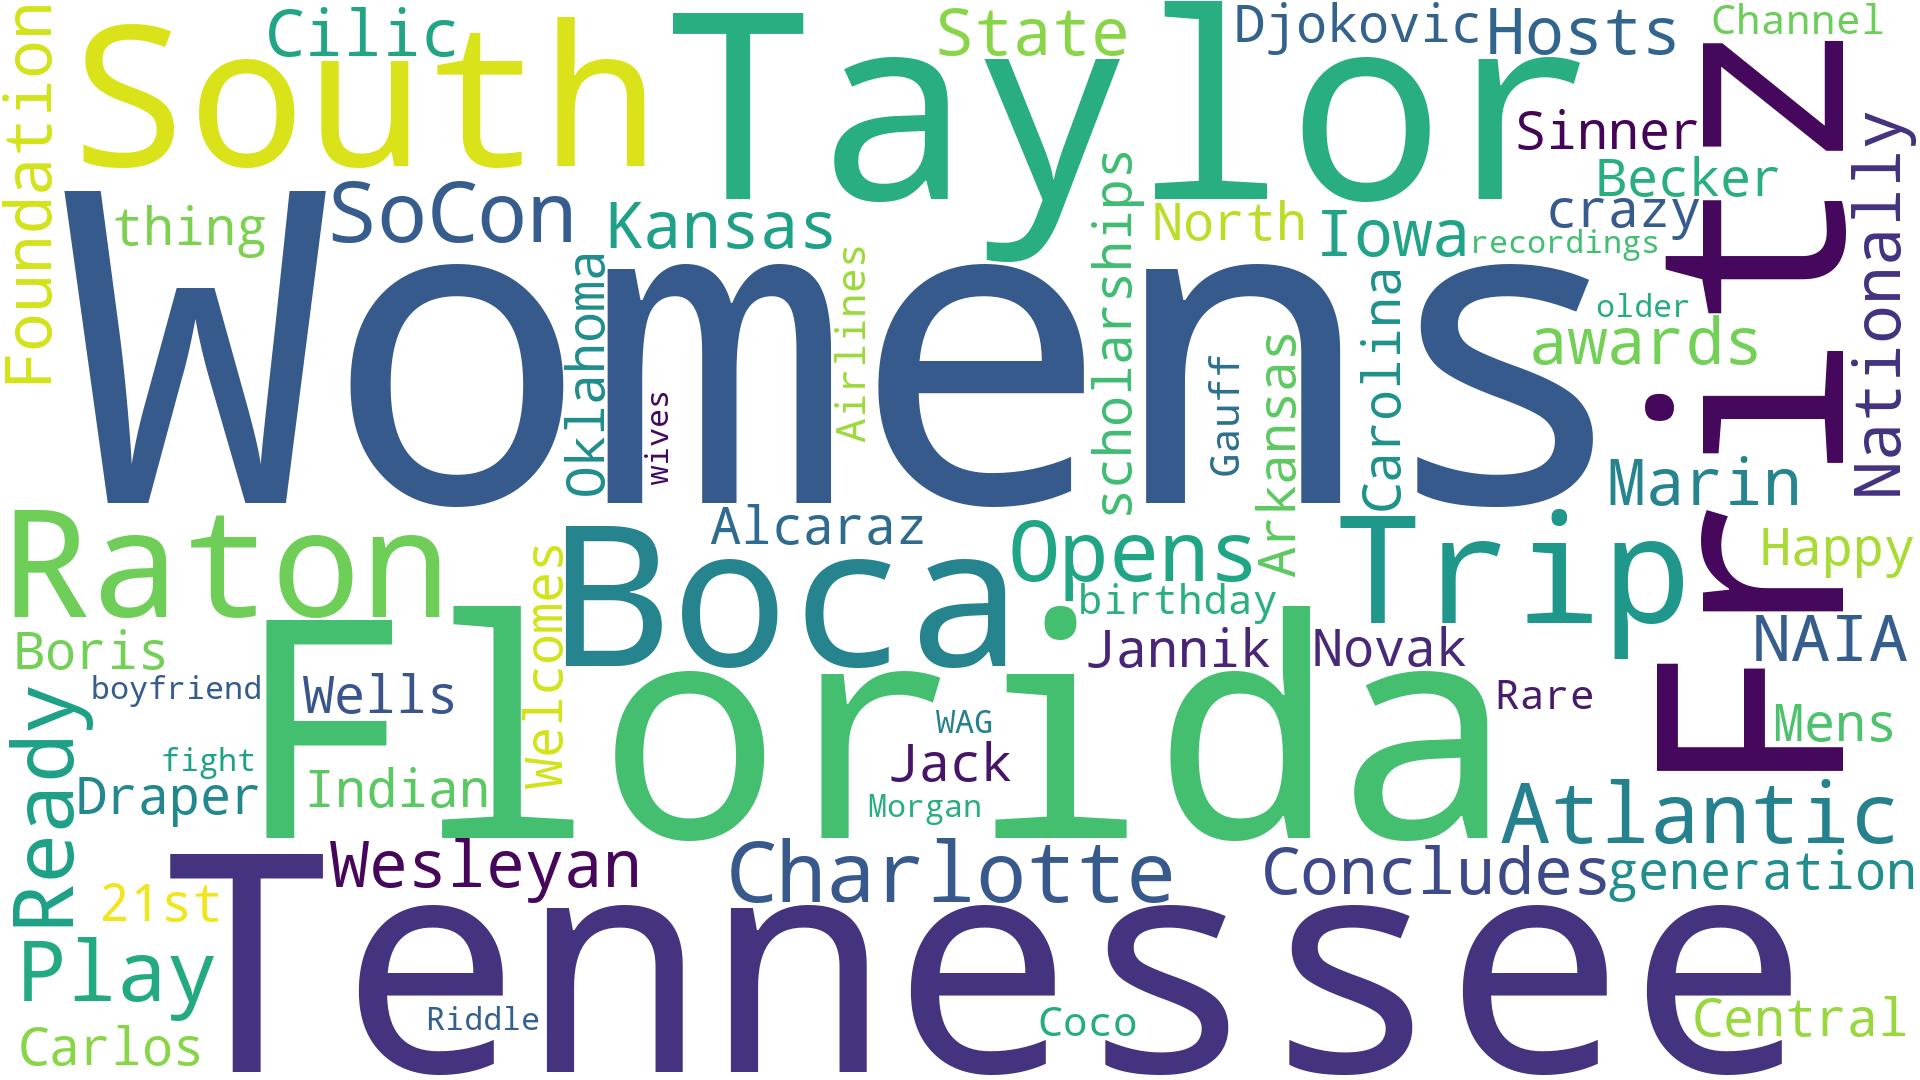 Foundation
South
Cilic
Taylor
State
Djokovic
Hosts
Channel
Sinner
Becker
crazy
Fritz
Nationally
thing
SoCon
Kansas
scholarships
North
Iowa
recordings
Womens
Oklahoma
wives
Airlines
Gauff
Arkansas
Carolina
older
awards
Marin
Raton
Welcomes
Boca
Alcaraz
Opens
birthday
Trip
Happy
Boris
boyfriend
Wells
Florida
Jannik
Novak
NAIA
Rare
Mens
Ready
fight
Draper
Indian
WAG
Jack
Morgan
Atlantic
Wesleyan
Charlotte
Concludes
generation
21st
Tennessee
Play
Riddle
Coco
Central
Carlos